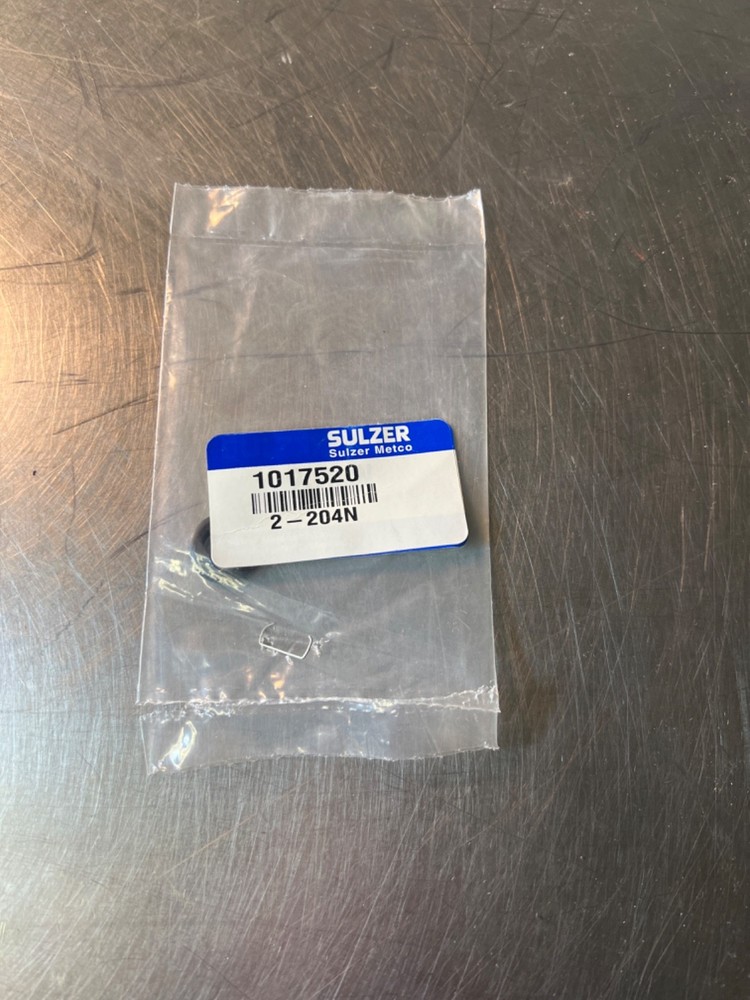 SULZER
Sulzer Metco
1017520
2-204N